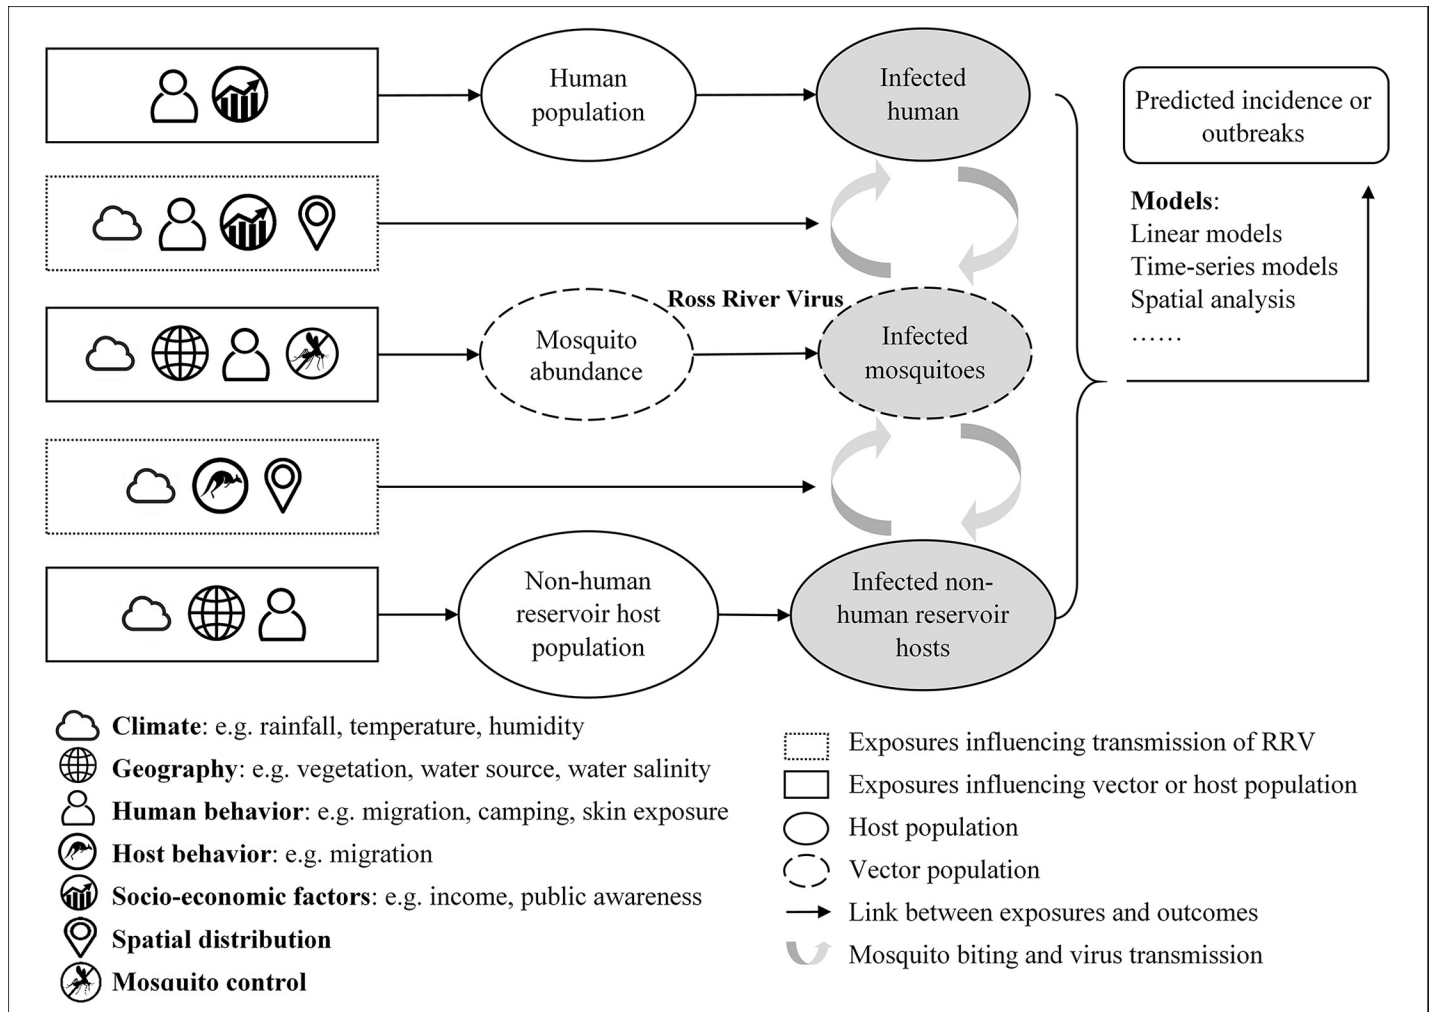 Human
population
Infected
human
Predicted incidence or
outbreaks
Models:
Linear models
Time-series models
Spatial analysis
……
Ross River Virus
Mosquito
abundance
Infected
mosquitoes
Non-human
reservoir host
population
Infected non-
human reservoir
hosts
Climate: e.g. rainfall, temperature, humidity
Geography: e.g. vegetation, water source, water salinity
Human behavior: e.g. migration, camping, skin exposure
Host behavior: e.g. migration
Socio-economic factors: e.g. income, public awareness
Spatial distribution
Mosquito control
Exposures influencing transmission of RRV
Exposures influencing vector or host population
Host population
Vector population
Link between exposures and outcomes
Mosquito biting and virus transmission